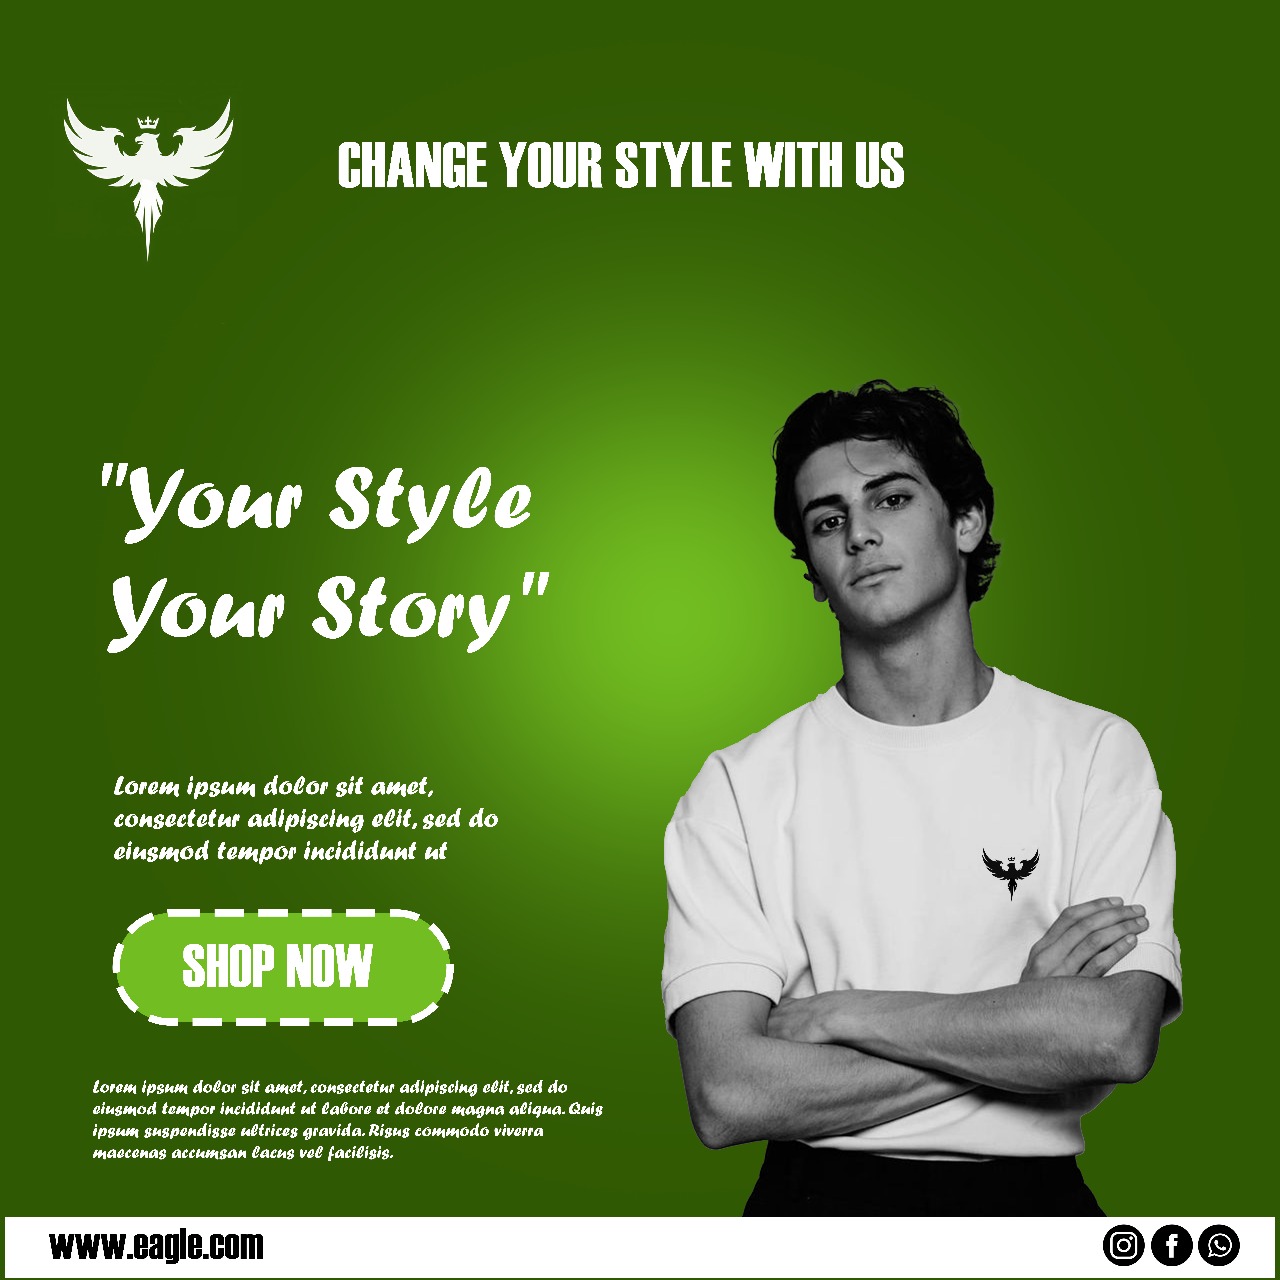 CHANGE YOUR STYLE WITH US
"Your Style
Your Story"
Lorem ipsum dolor sit amet,
consectetur adipiscing elit, sed do
eiusmod tempor incididunt ut
SHOP NOW
Lorem ipsum dolor sit amet, consectetur adipiscing elit, sed do
eiusmod tempor incididunt ut labore et dolore magna aliqua. Quis
ipsum suspendisse ultrices gravida. Risus commodo viverra
maecenas accumsan lacus vel facilisis.
www.eagle.com